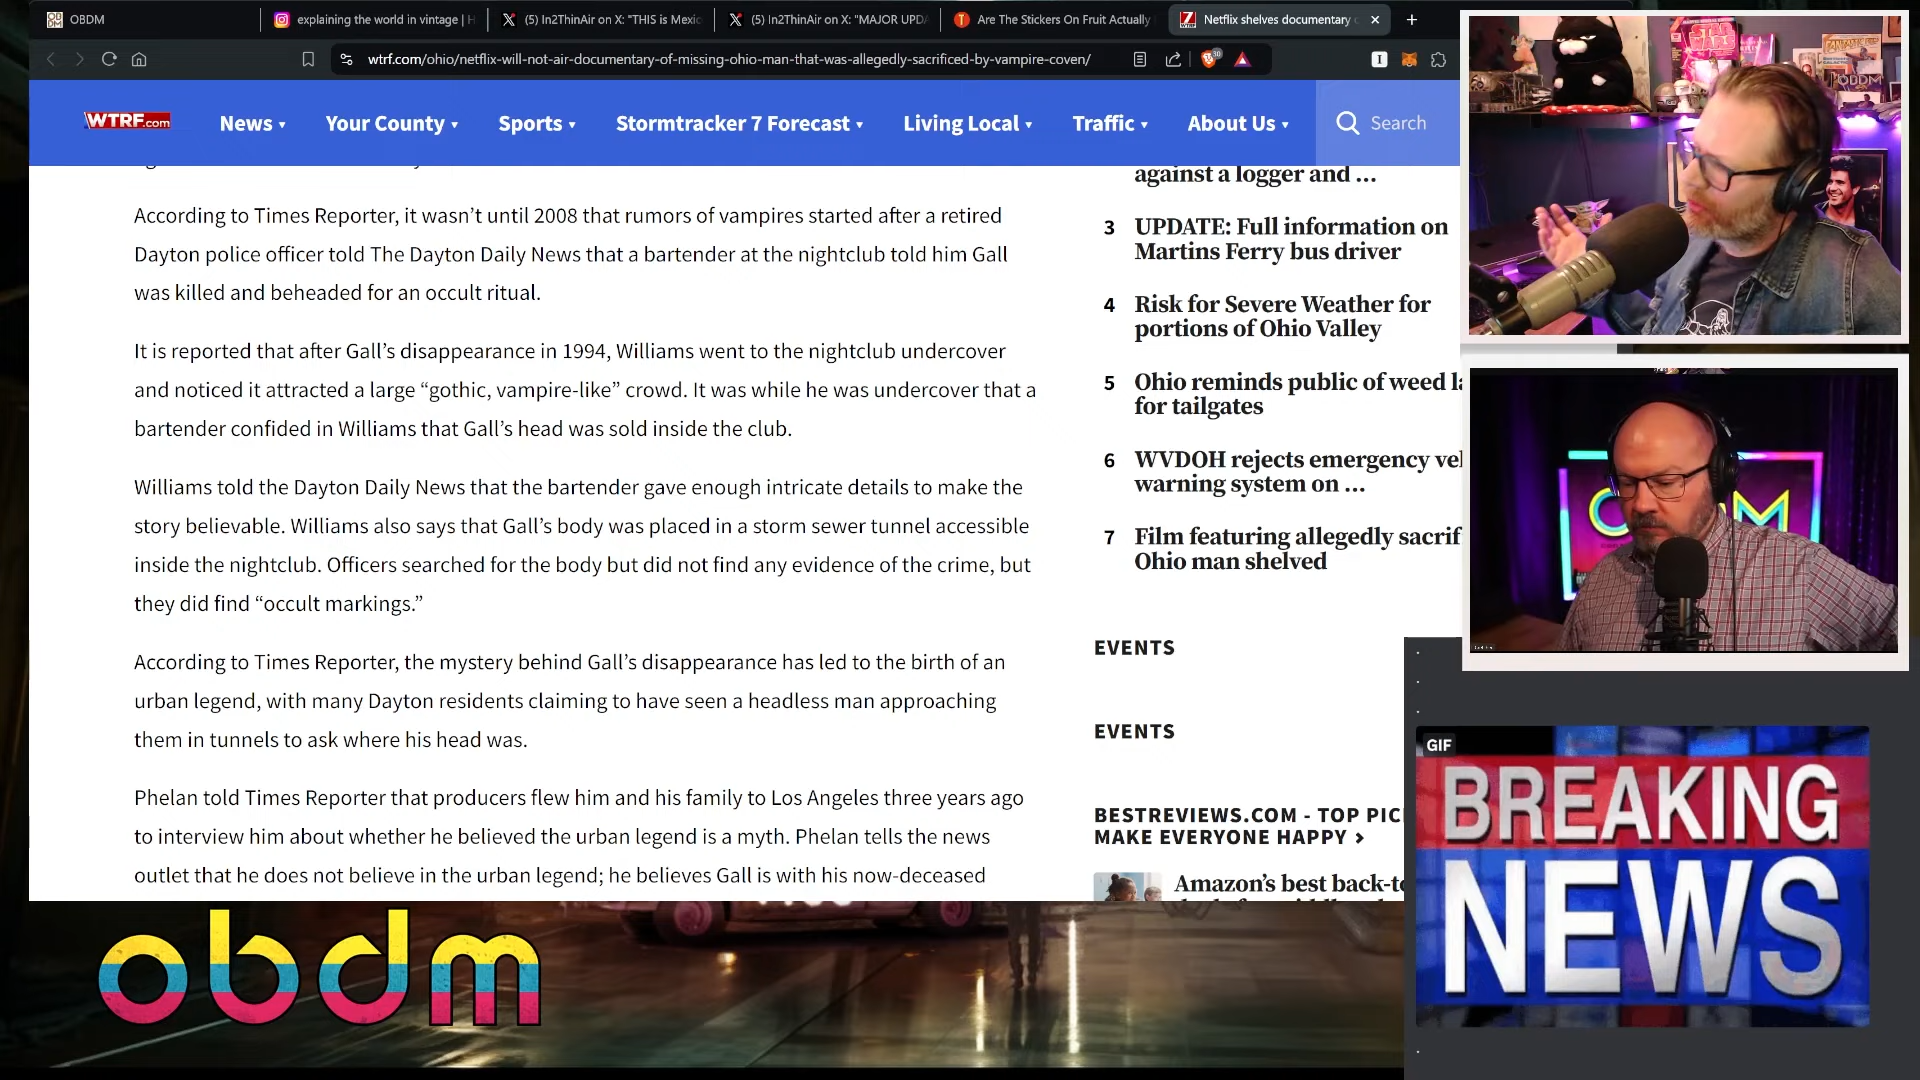 OBDM
explaining the world in vintage | H
(5) In2ThinAir on X: "THIS is Mexic
(5) In2ThinAir on X: "MAJOR UPDA
Are The Stickers On Fruit Actually
Netflix shelves documentary
wtrf.com/ohio/netflix-will-not-air-documentary-of-missing-ohio-man-that-was-allegedly-sacrificed-by-vampire-coven/
30
WTRF.com
News
Your County
Sports
Stormtracker 7 Forecast
Living Local
Traffic
About Us
Search
According to Times Reporter, it wasn’t until 2008 that rumors of vampires started after a retired
Dayton police officer told The Dayton Daily News that a bartender at the nightclub told him Gall
was killed and beheaded for an occult ritual.
It is reported that after Gall’s disappearance in 1994, Williams went to the nightclub undercover
and noticed it attracted a large “gothic, vampire-like” crowd. It was while he was undercover that a
bartender confided in Williams that Gall’s head was sold inside the club.
Williams told the Dayton Daily News that the bartender gave enough intricate details to make the
story believable. Williams also says that Gall’s body was placed in a storm sewer tunnel accessible
inside the nightclub. Officers searched for the body but did not find any evidence of the crime, but
they did find “occult markings.”
According to Times Reporter, the mystery behind Gall’s disappearance has led to the birth of an
urban legend, with many Dayton residents claiming to have seen a headless man approaching
them in tunnels to ask where his head was.
Phelan told Times Reporter that producers flew him and his family to Los Angeles three years ago
to interview him about whether he believed the urban legend is a myth. Phelan tells the news
outlet that he does not believe in the urban legend; he believes Gall is with his now-deceased
against a logger and ...
3 UPDATE: Full information on
Martins Ferry bus driver
4 Risk for Severe Weather for
portions of Ohio Valley
5 Ohio reminds public of weed la
for tailgates
6 WVDOH rejects emergency veh
warning system on ...
7 Film featuring allegedly sacrif
Ohio man shelved
EVENTS
EVENTS
BESTREVIEWS.COM - TOP PIC
MAKE EVERYONE HAPPY >
Amazon’s best back-to
STAR WARS
OBDM
GIF
BREAKING
NEWS
obdm